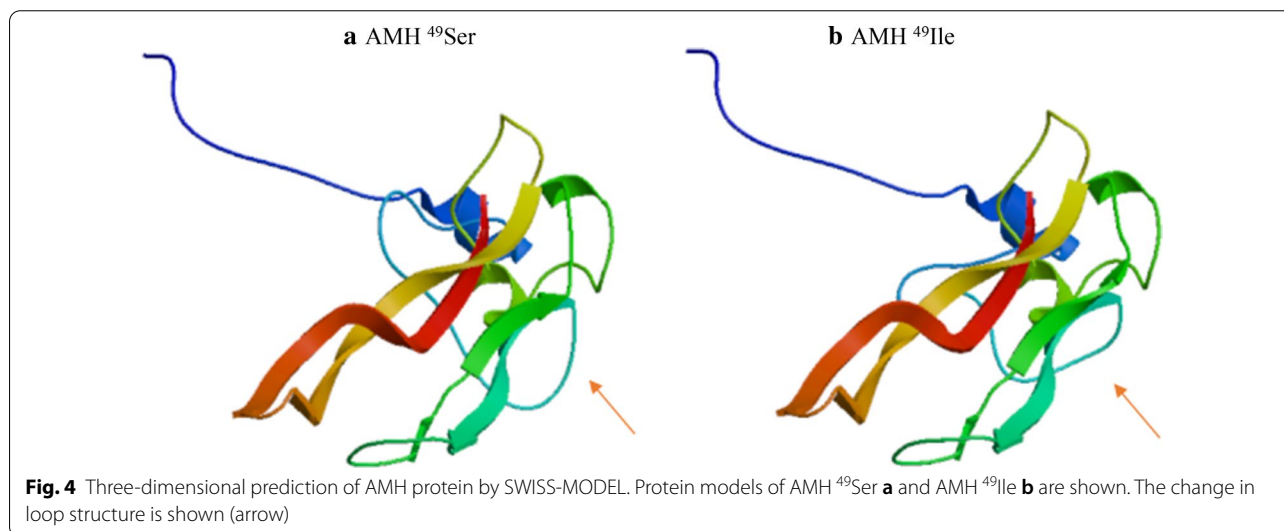 a AMH ⁴⁹Ser
b AMH ⁴⁹Ile
Fig. 4 Three-dimensional prediction of AMH protein by SWISS-MODEL. Protein models of AMH ⁴⁹Ser a and AMH ⁴⁹Ile b are shown. The change in
loop structure is shown (arrow)